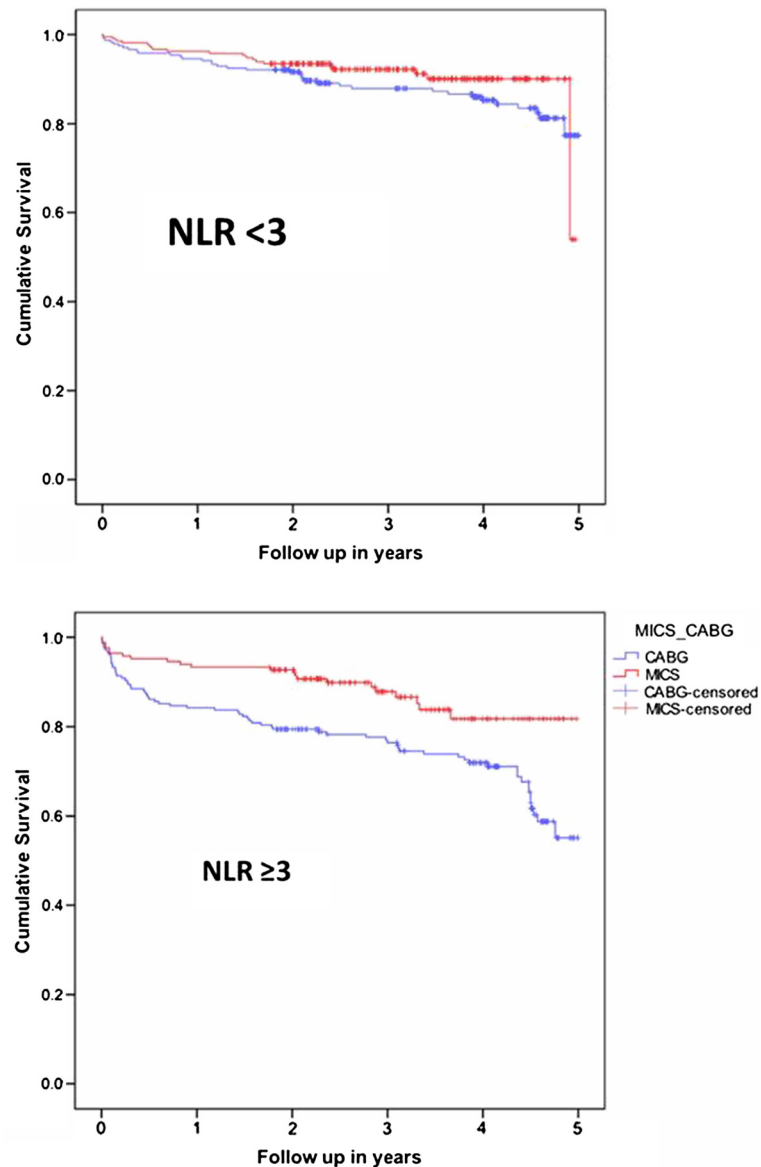 1.0
0.8
0.6
0.4
0.2
0.0
Cumulative Survival
NLR <3
0 1 2 3 4 5
Follow up in years
1.0
0.8
0.6
0.4
0.2
0.0
Cumulative Survival
NLR ≥3
0 1 2 3 4 5
Follow up in years
MICS_CABG
CABG
MICS
CABG-censored
MICS-censored